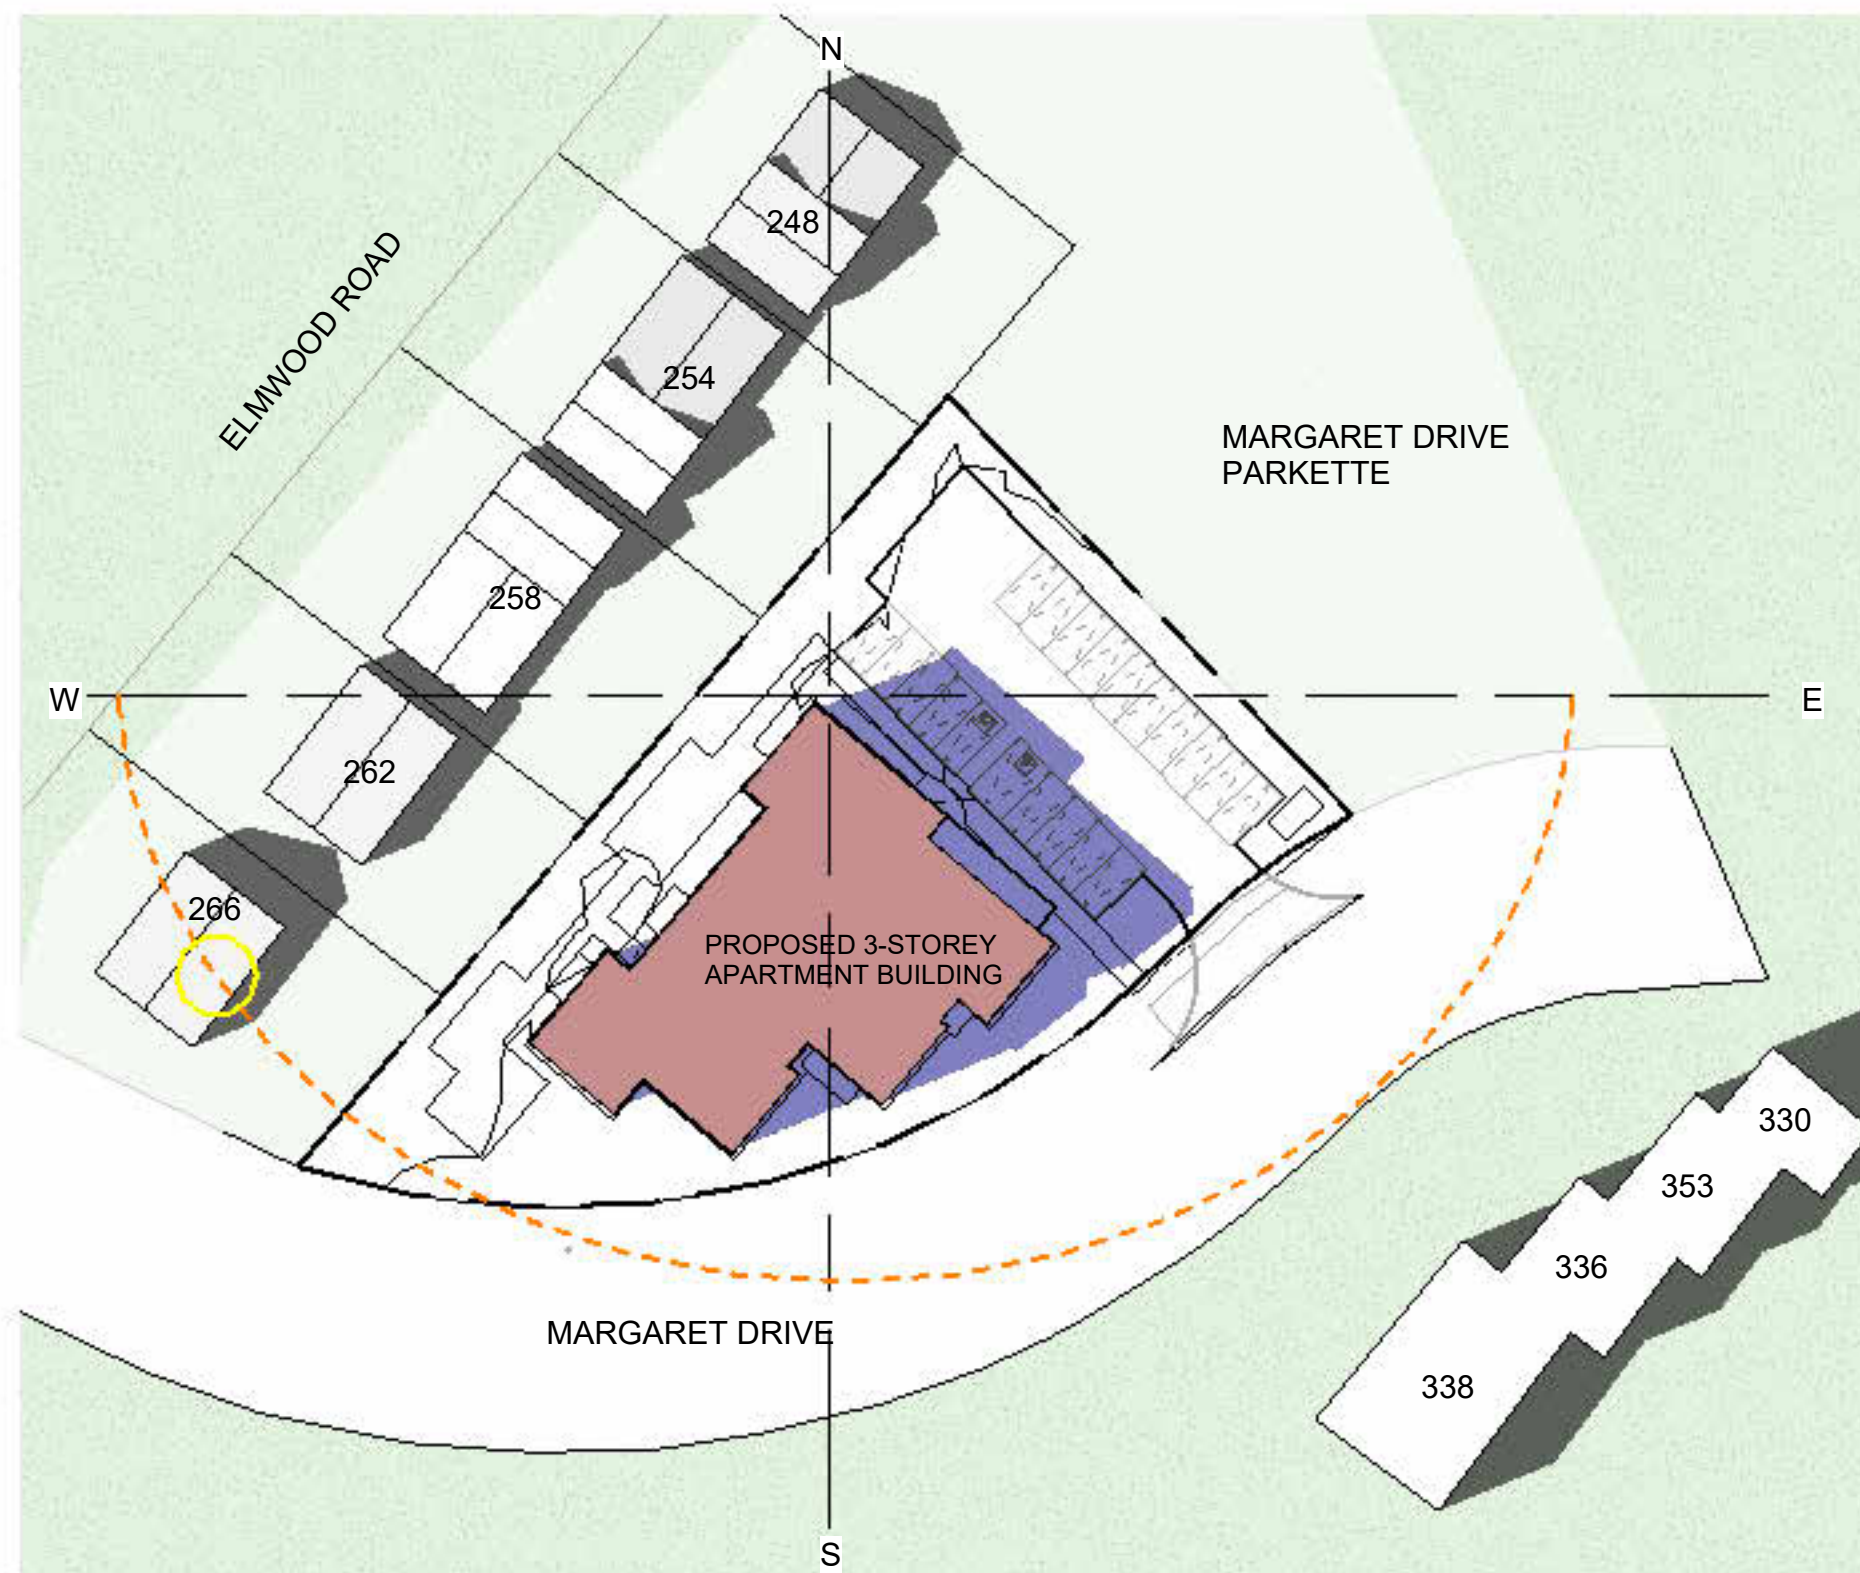 N
248
ELMWOOD ROAD
254
MARGARET DRIVE
PARKETTE
258
W
E
262
266
PROPOSED 3-STOREY
APARTMENT BUILDING
330
353
336
MARGARET DRIVE
338
S